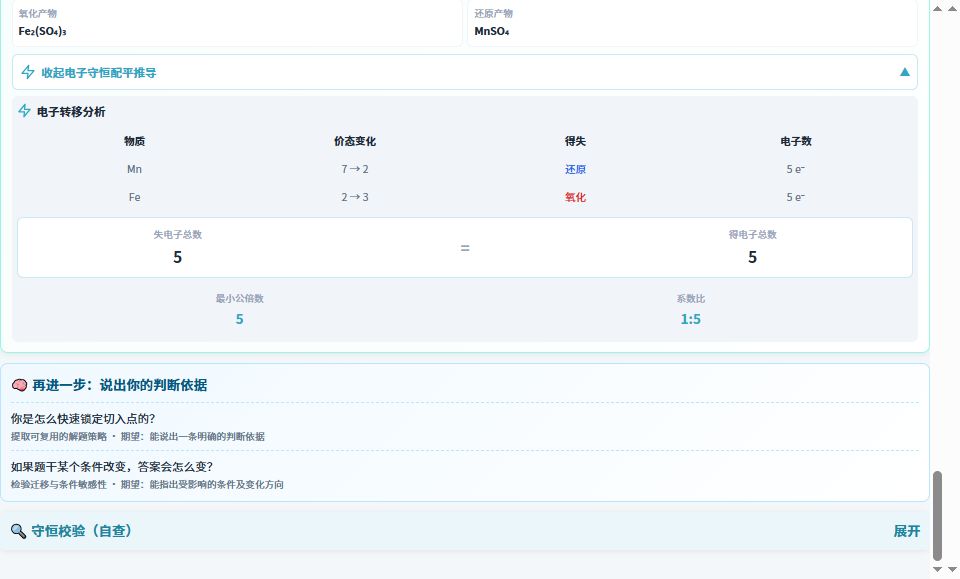 氧化产物 还原产物
Fe₂(SO₄)₃ MnSO₄
收起电子守恒配平推导
电子转移分析
物质 价态变化 得失 电子数
Mn 7→2 还原 5 e⁻
Fe 2→3 氧化 5 e⁻
失电子总数 得电子总数
5 = 5
最小公倍数 系数比
5 1:5
再进一步：说出你的判断依据
你是怎么快速锁定切入点的？
提取可复用的解题策略 · 期望：能说出一条明确的判断依据
如果题干某个条件改变，答案会怎么变？
检验迁移与条件敏感性 · 期望：能指出受影响的条件及变化方向
守恒校验（自查） 展开